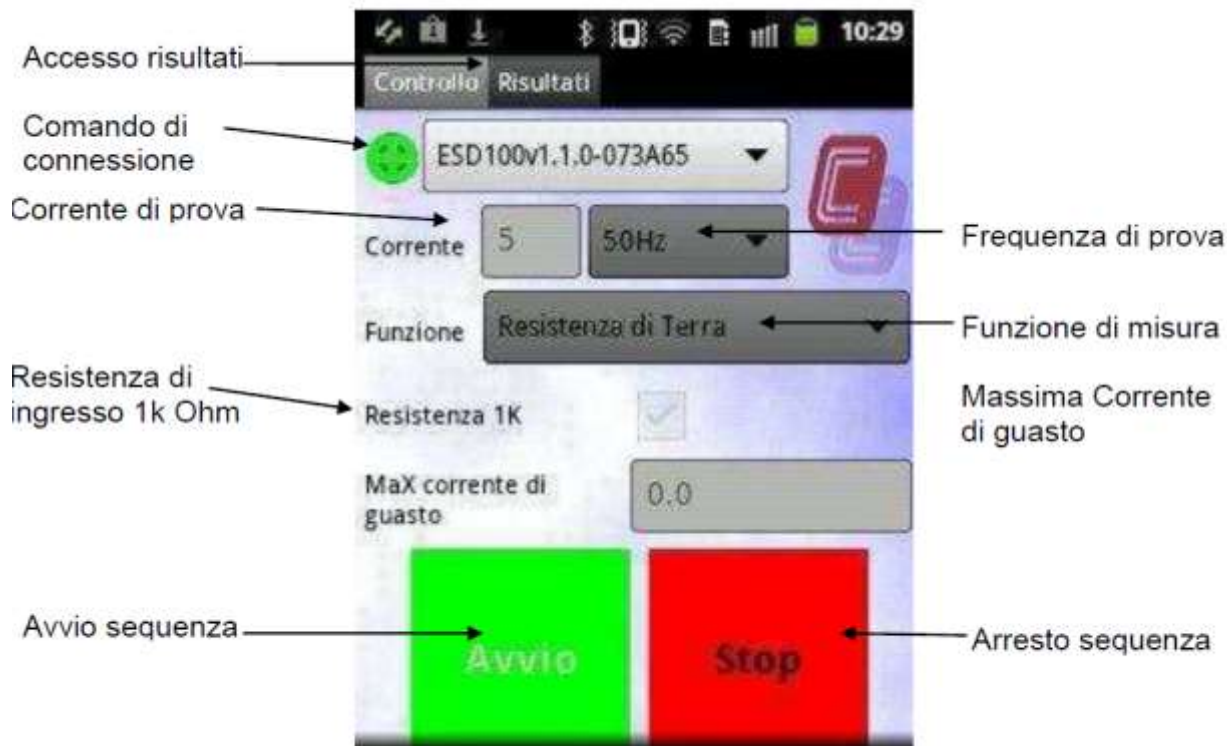 10:29
Accesso risultati
Controllo Risultati
Comando di
connessione
ESD100v1.1.0-073A65
Corrente di prova
Corrente 5 50Hz
Frequenza di prova
Funzione Resistenza di Terra
Funzione di misura
Resistenza di
ingresso 1k Ohm
Resistenza 1K
Massima Corrente
di guasto
MaX corrente di
guasto
0.0
Avvio sequenza
Avvio Stop
Arresto sequenza